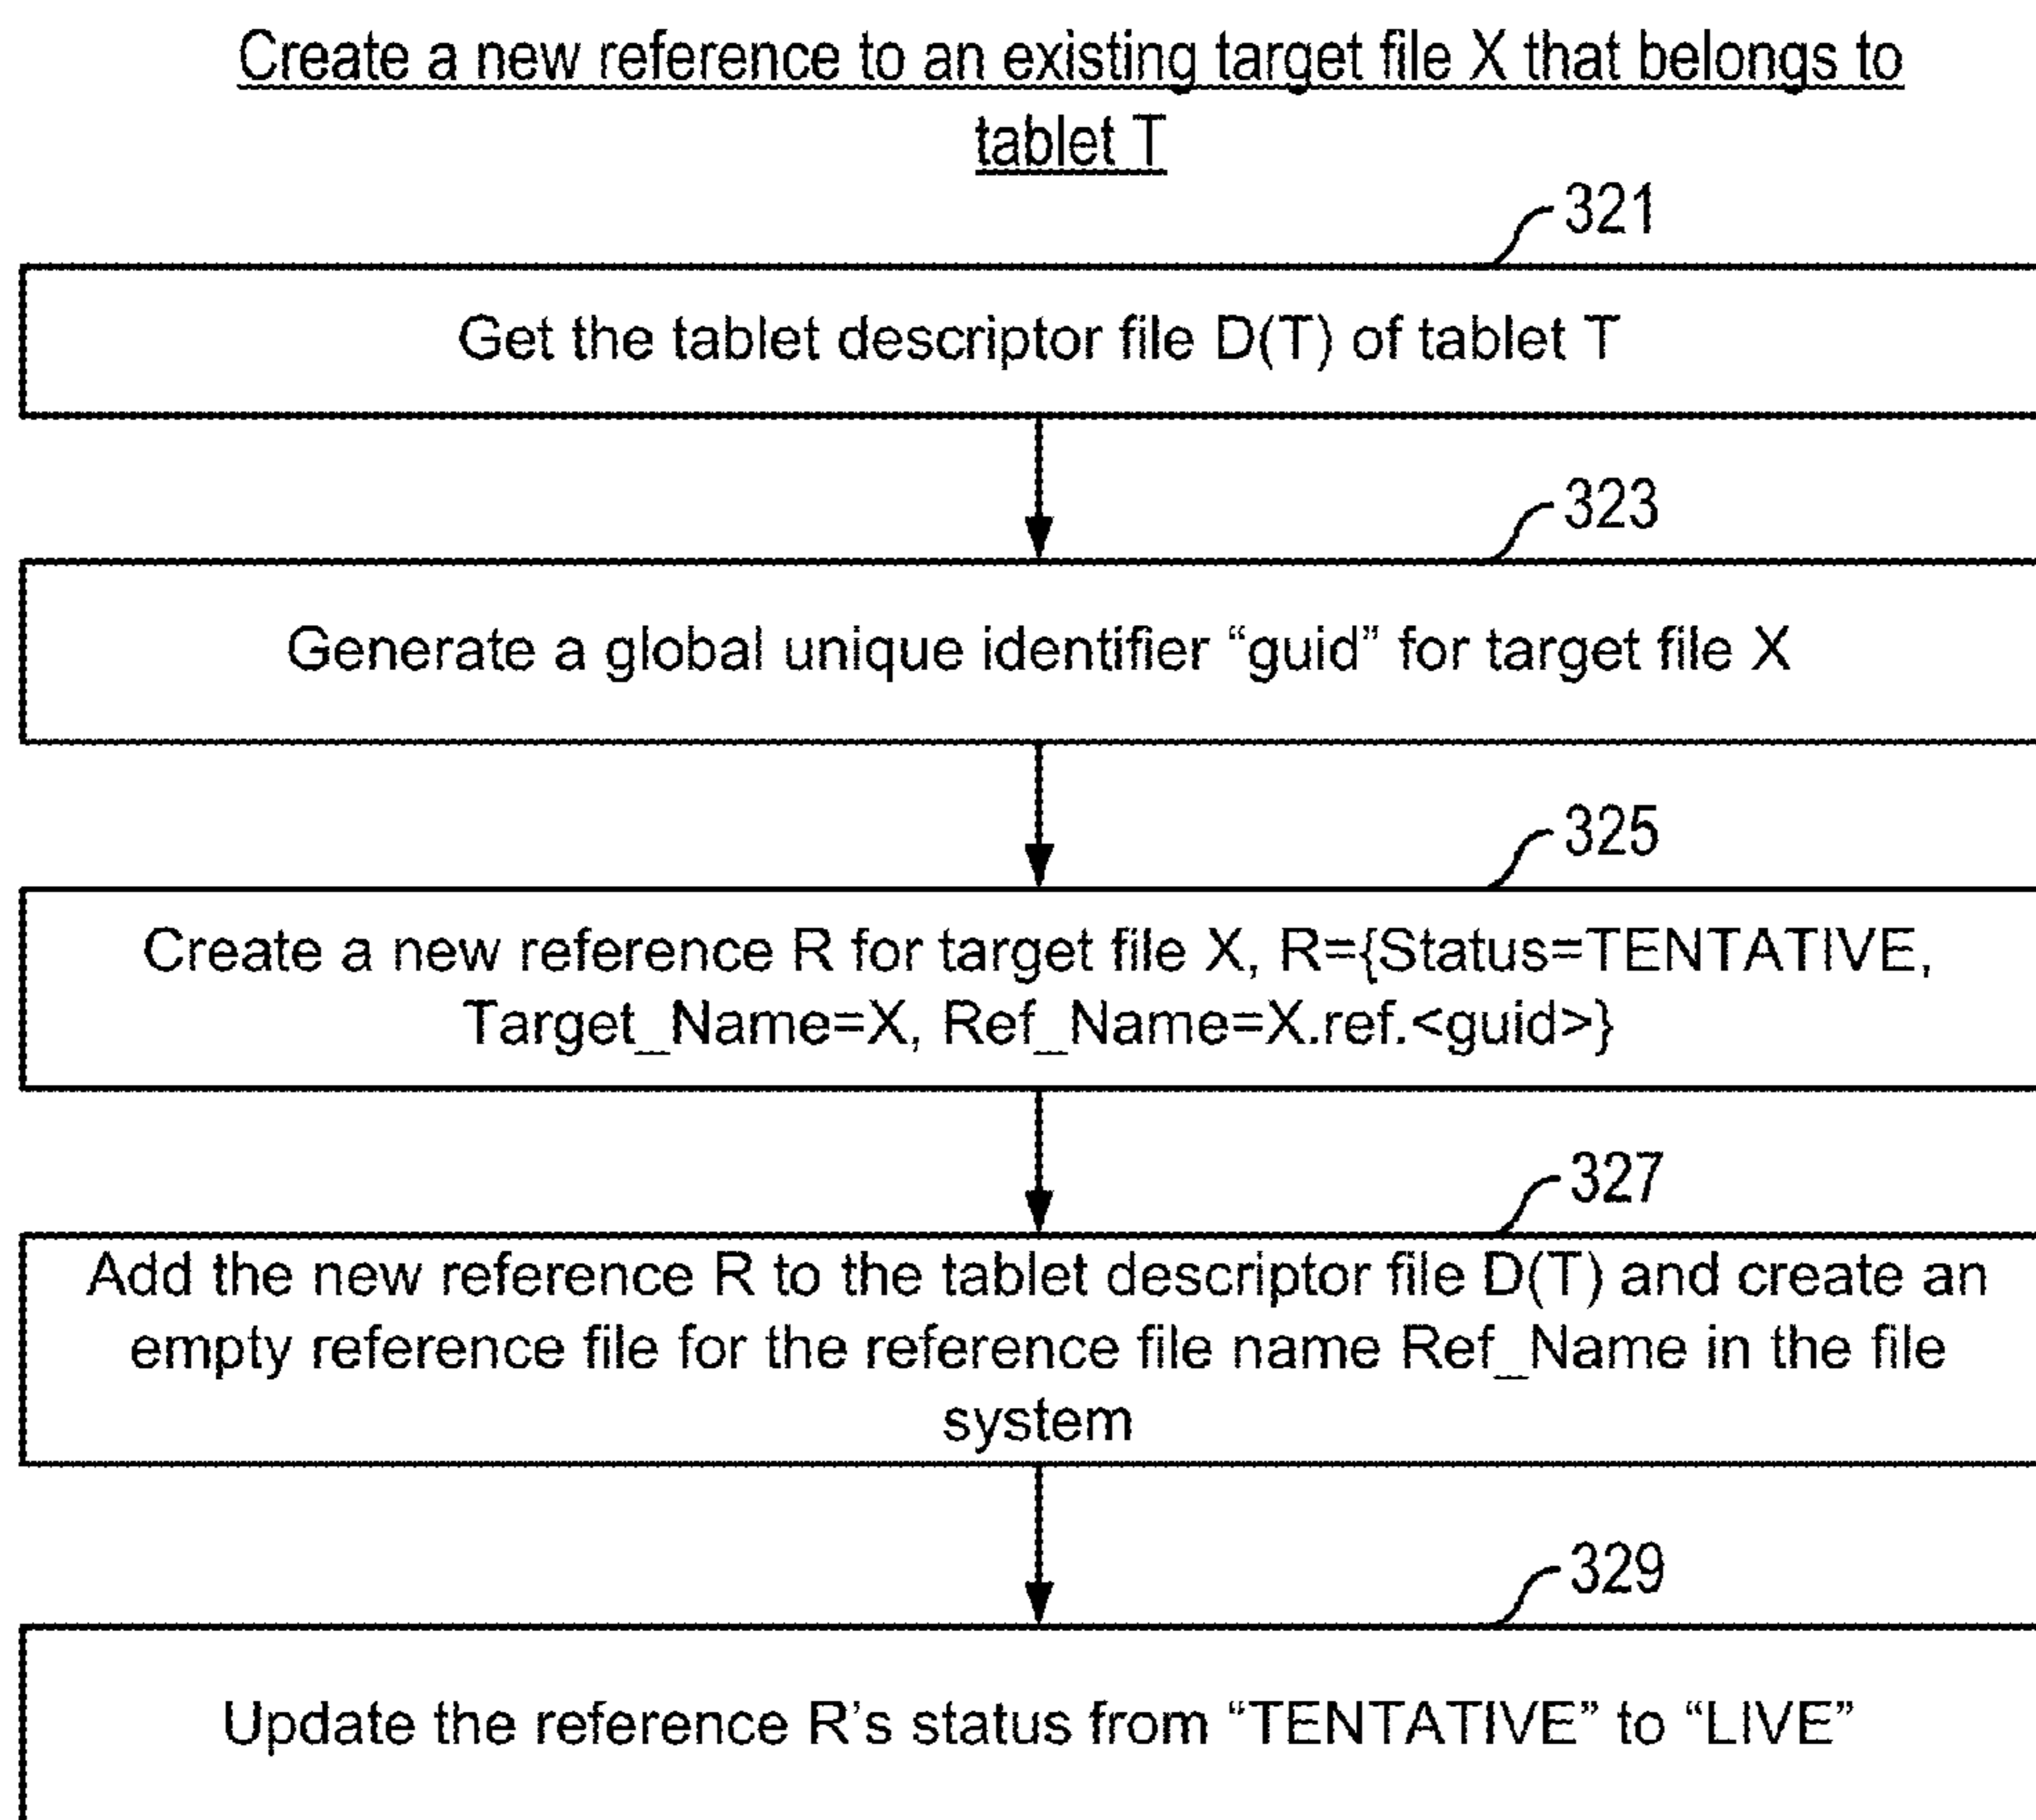 Create a new reference to an existing target file X that belongs to
tablet T
321
Get the tablet descriptor file D(T) of tablet T
323
Generate a global unique identifier “guid” for target file X
325
Create a new reference R for target file X, R={Status=TENTATIVE,
Target_Name=X, Ref_Name=X.ref.<guid>}
327
Add the new reference R to the tablet descriptor file D(T) and create an
empty reference file for the reference file name Ref_Name in the file
system
329
Update the reference R’s status from “TENTATIVE” to “LIVE”